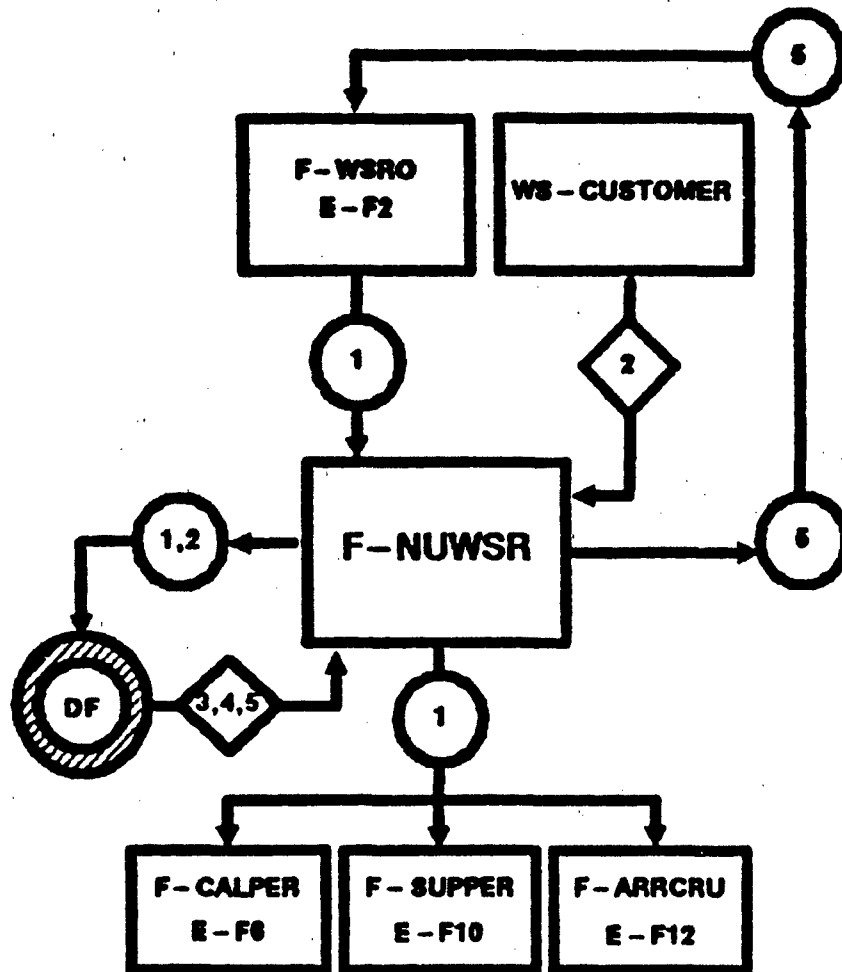 5
F-WSRO
E-F2
WS-CUSTOMER
1
2
F-NUWSR
1,2
5
DF
3,4,5
1
F-CALPER
E-F6
F-SUPPER
E-F10
F-ARRCRU
E-F12